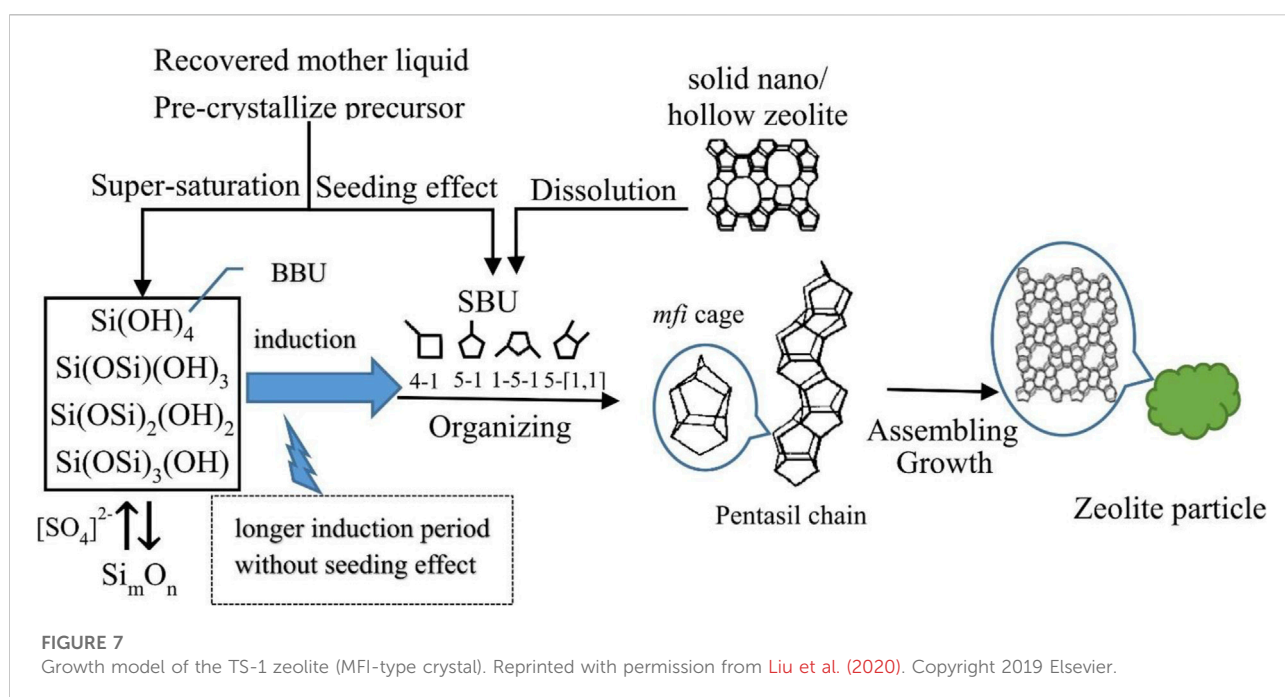 Recovered mother liquid
Pre-crystallize precursor
solid nano/
hollow zeolite
Super-saturation
Seeding effect
Dissolution
BBU
Si(OH)₄
Si(OSi)(OH)₃
Si(OSi)₂(OH)₂
Si(OSi)₃(OH)
induction
SBU
4-1 5-1 1-5-1 5-[1,1]
Organizing
mfi cage
Pentasil chain
Assembling
Growth
Zeolite particle
[SO₄]²⁻
SiₘOₙ
longer induction period
without seeding effect
FIGURE 7
Growth model of the TS-1 zeolite (MFI-type crystal). Reprinted with permission from Liu et al. (2020). Copyright 2019 Elsevier.